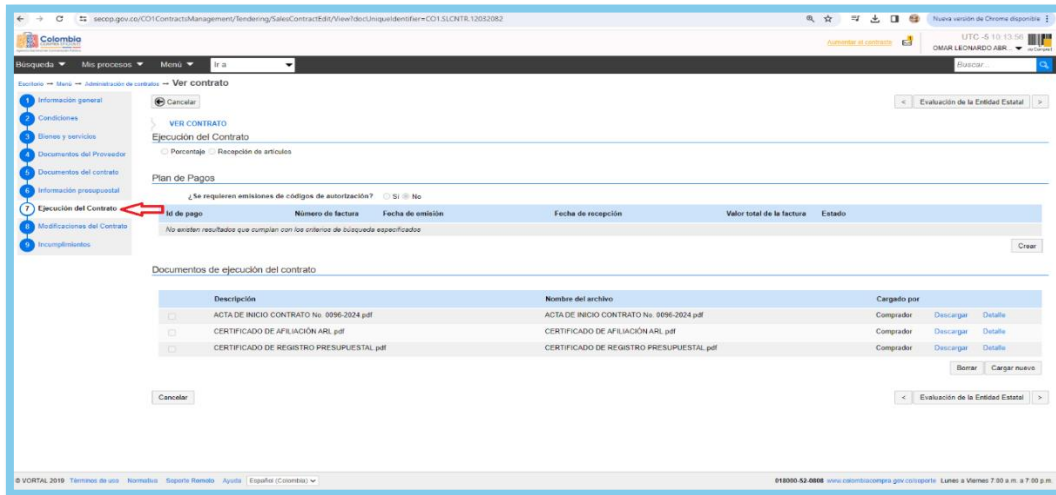 secop.gov.co/CO1ContractsManagement/Tendering/SalesContractEdit/View?docUniqueIdentifier=CO1.SLCNTR.12032082
Nueva versión de Chrome disponible
Colombia
Aumentar el contraste
UTC -5 10:13:56
OMAR LEONARDO ABR...
Búsqueda
Mis procesos
Menú
Ir a
Buscar...
Escritorio → Menú → Administración de contratos → Ver contrato
1 Información general
2 Condiciones
3 Bienes y servicios
4 Documentos del Proveedor
5 Documentos del contrato
6 Información presupuestal
7 Ejecución del Contrato
8 Modificaciones del Contrato
9 Incumplimientos
Cancelar
< Evaluación de la Entidad Estatal >
VER CONTRATO
Ejecución del Contrato
Porcentaje Recepción de artículos
Plan de Pagos
¿Se requieren emisiones de códigos de autorización? Sí No
Id de pago Número de factura Fecha de emisión Fecha de recepción Valor total de la factura Estado
No existen resultados que cumplan con los criterios de búsqueda especificados
Crear
Documentos de ejecución del contrato
Descripción Nombre del archivo Cargado por
ACTA DE INICIO CONTRATO No. 0096-2024.pdf ACTA DE INICIO CONTRATO No. 0096-2024.pdf Comprador Descargar Detalle
CERTIFICADO DE AFILIACIÓN ARL.pdf CERTIFICADO DE AFILIACIÓN ARL.pdf Comprador Descargar Detalle
CERTIFICADO DE REGISTRO PRESUPUESTAL.pdf CERTIFICADO DE REGISTRO PRESUPUESTAL.pdf Comprador Descargar Detalle
Borrar Cargar nuevo
Cancelar
< Evaluación de la Entidad Estatal >
© VORTAL 2019 Términos de uso Normativa Soporte Remoto Ayuda Español (Colombia)
018000-52-0808 www.colombiacompra.gov.co/soporte Lunes a Viernes 7:00 a.m. a 7:00 p.m.